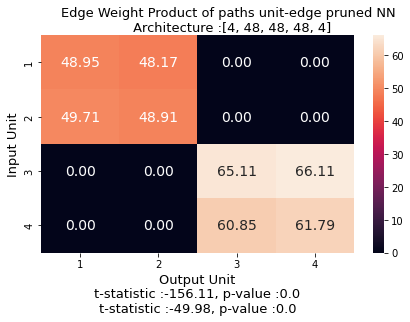 Edge Weight Product of paths unit-edge pruned NN
Architecture :[4, 48, 48, 48, 4]
Input Unit
1 48.95 48.17 0.00 0.00
2 49.71 48.91 0.00 0.00
3 0.00 0.00 65.11 66.11
4 0.00 0.00 60.85 61.79
1 2 3 4
Output Unit
t-statistic :-156.11, p-value :0.0
t-statistic :-49.98, p-value :0.0
60
50
40
30
20
10
0